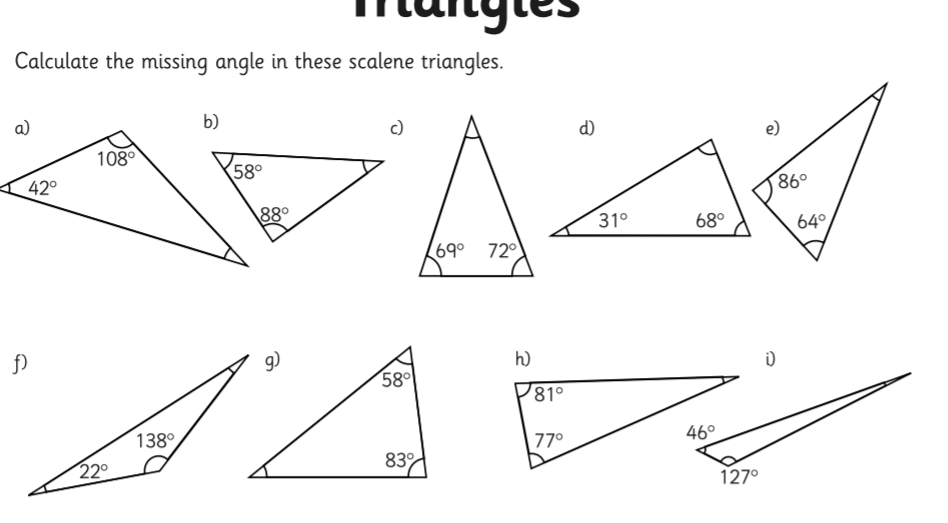 Triangles
Calculate the missing angle in these scalene triangles.
a)
108°
42°
b)
58°
88°
c)
69° 72°
d)
31° 68°
e)
86°
64°
f)
138°
22°
g)
58°
83°
h)
81°
77°
i)
46°
127°